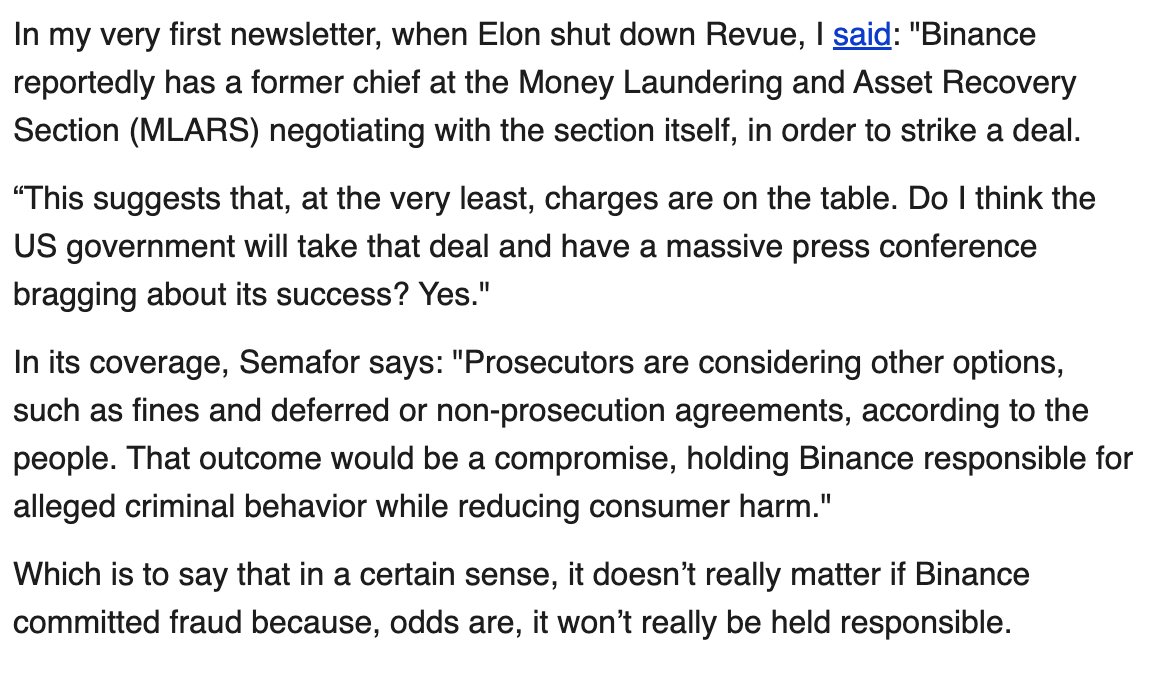 In my very first newsletter, when Elon shut down Revue, I said: "Binance
reportedly has a former chief at the Money Laundering and Asset Recovery
Section (MLARS) negotiating with the section itself, in order to strike a deal.
“This suggests that, at the very least, charges are on the table. Do I think the
US government will take that deal and have a massive press conference
bragging about its success? Yes."
In its coverage, Semafor says: "Prosecutors are considering other options,
such as fines and deferred or non-prosecution agreements, according to the
people. That outcome would be a compromise, holding Binance responsible for
alleged criminal behavior while reducing consumer harm."
Which is to say that in a certain sense, it doesn’t really matter if Binance
committed fraud because, odds are, it won’t really be held responsible.